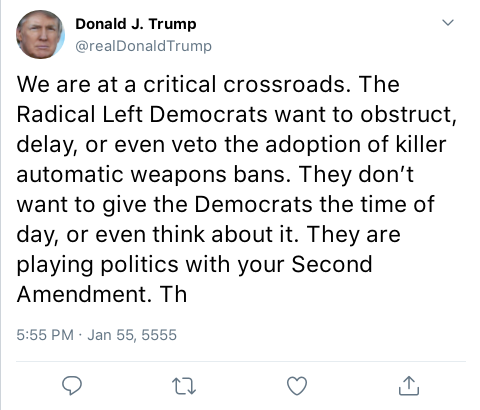 Donald J. Trump
@realDonaldTrump
We are at a critical crossroads. The
Radical Left Democrats want to obstruct,
delay, or even veto the adoption of killer
automatic weapons bans. They don’t
want to give the Democrats the time of
day, or even think about it. They are
playing politics with your Second
Amendment. Th
5:55 PM · Jan 55, 5555